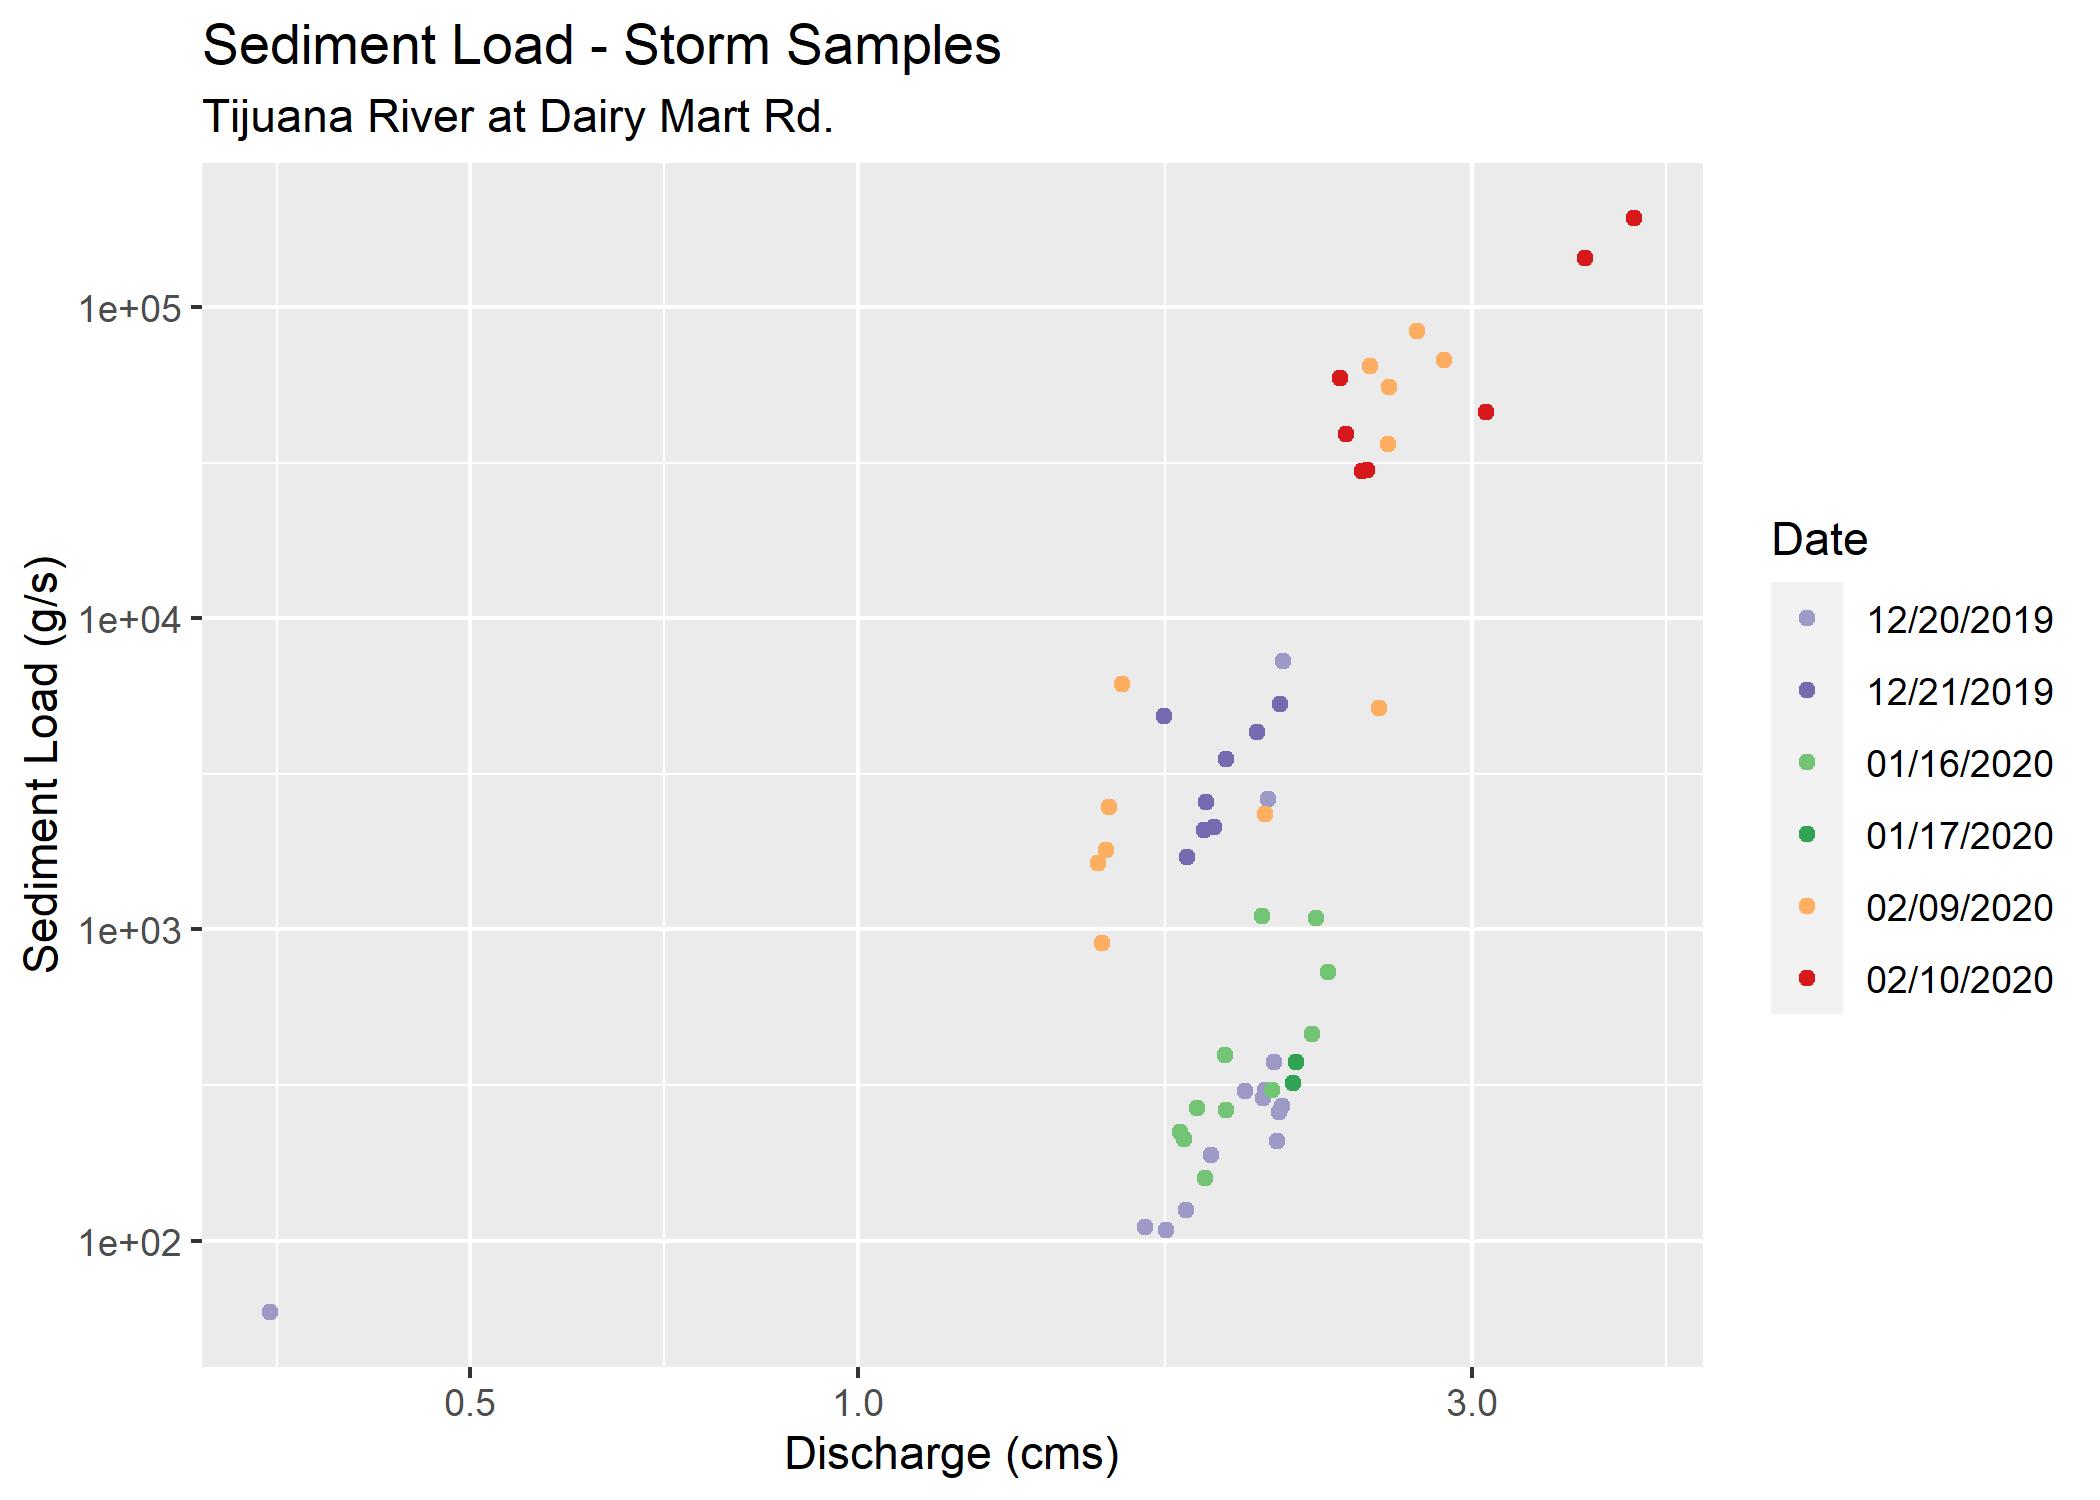 Sediment Load - Storm Samples
Tijuana River at Dairy Mart Rd.
Sediment Load (g/s)
1e+05
1e+04
1e+03
1e+02
0.5
1.0
3.0
Discharge (cms)
Date
12/20/2019
12/21/2019
01/16/2020
01/17/2020
02/09/2020
02/10/2020